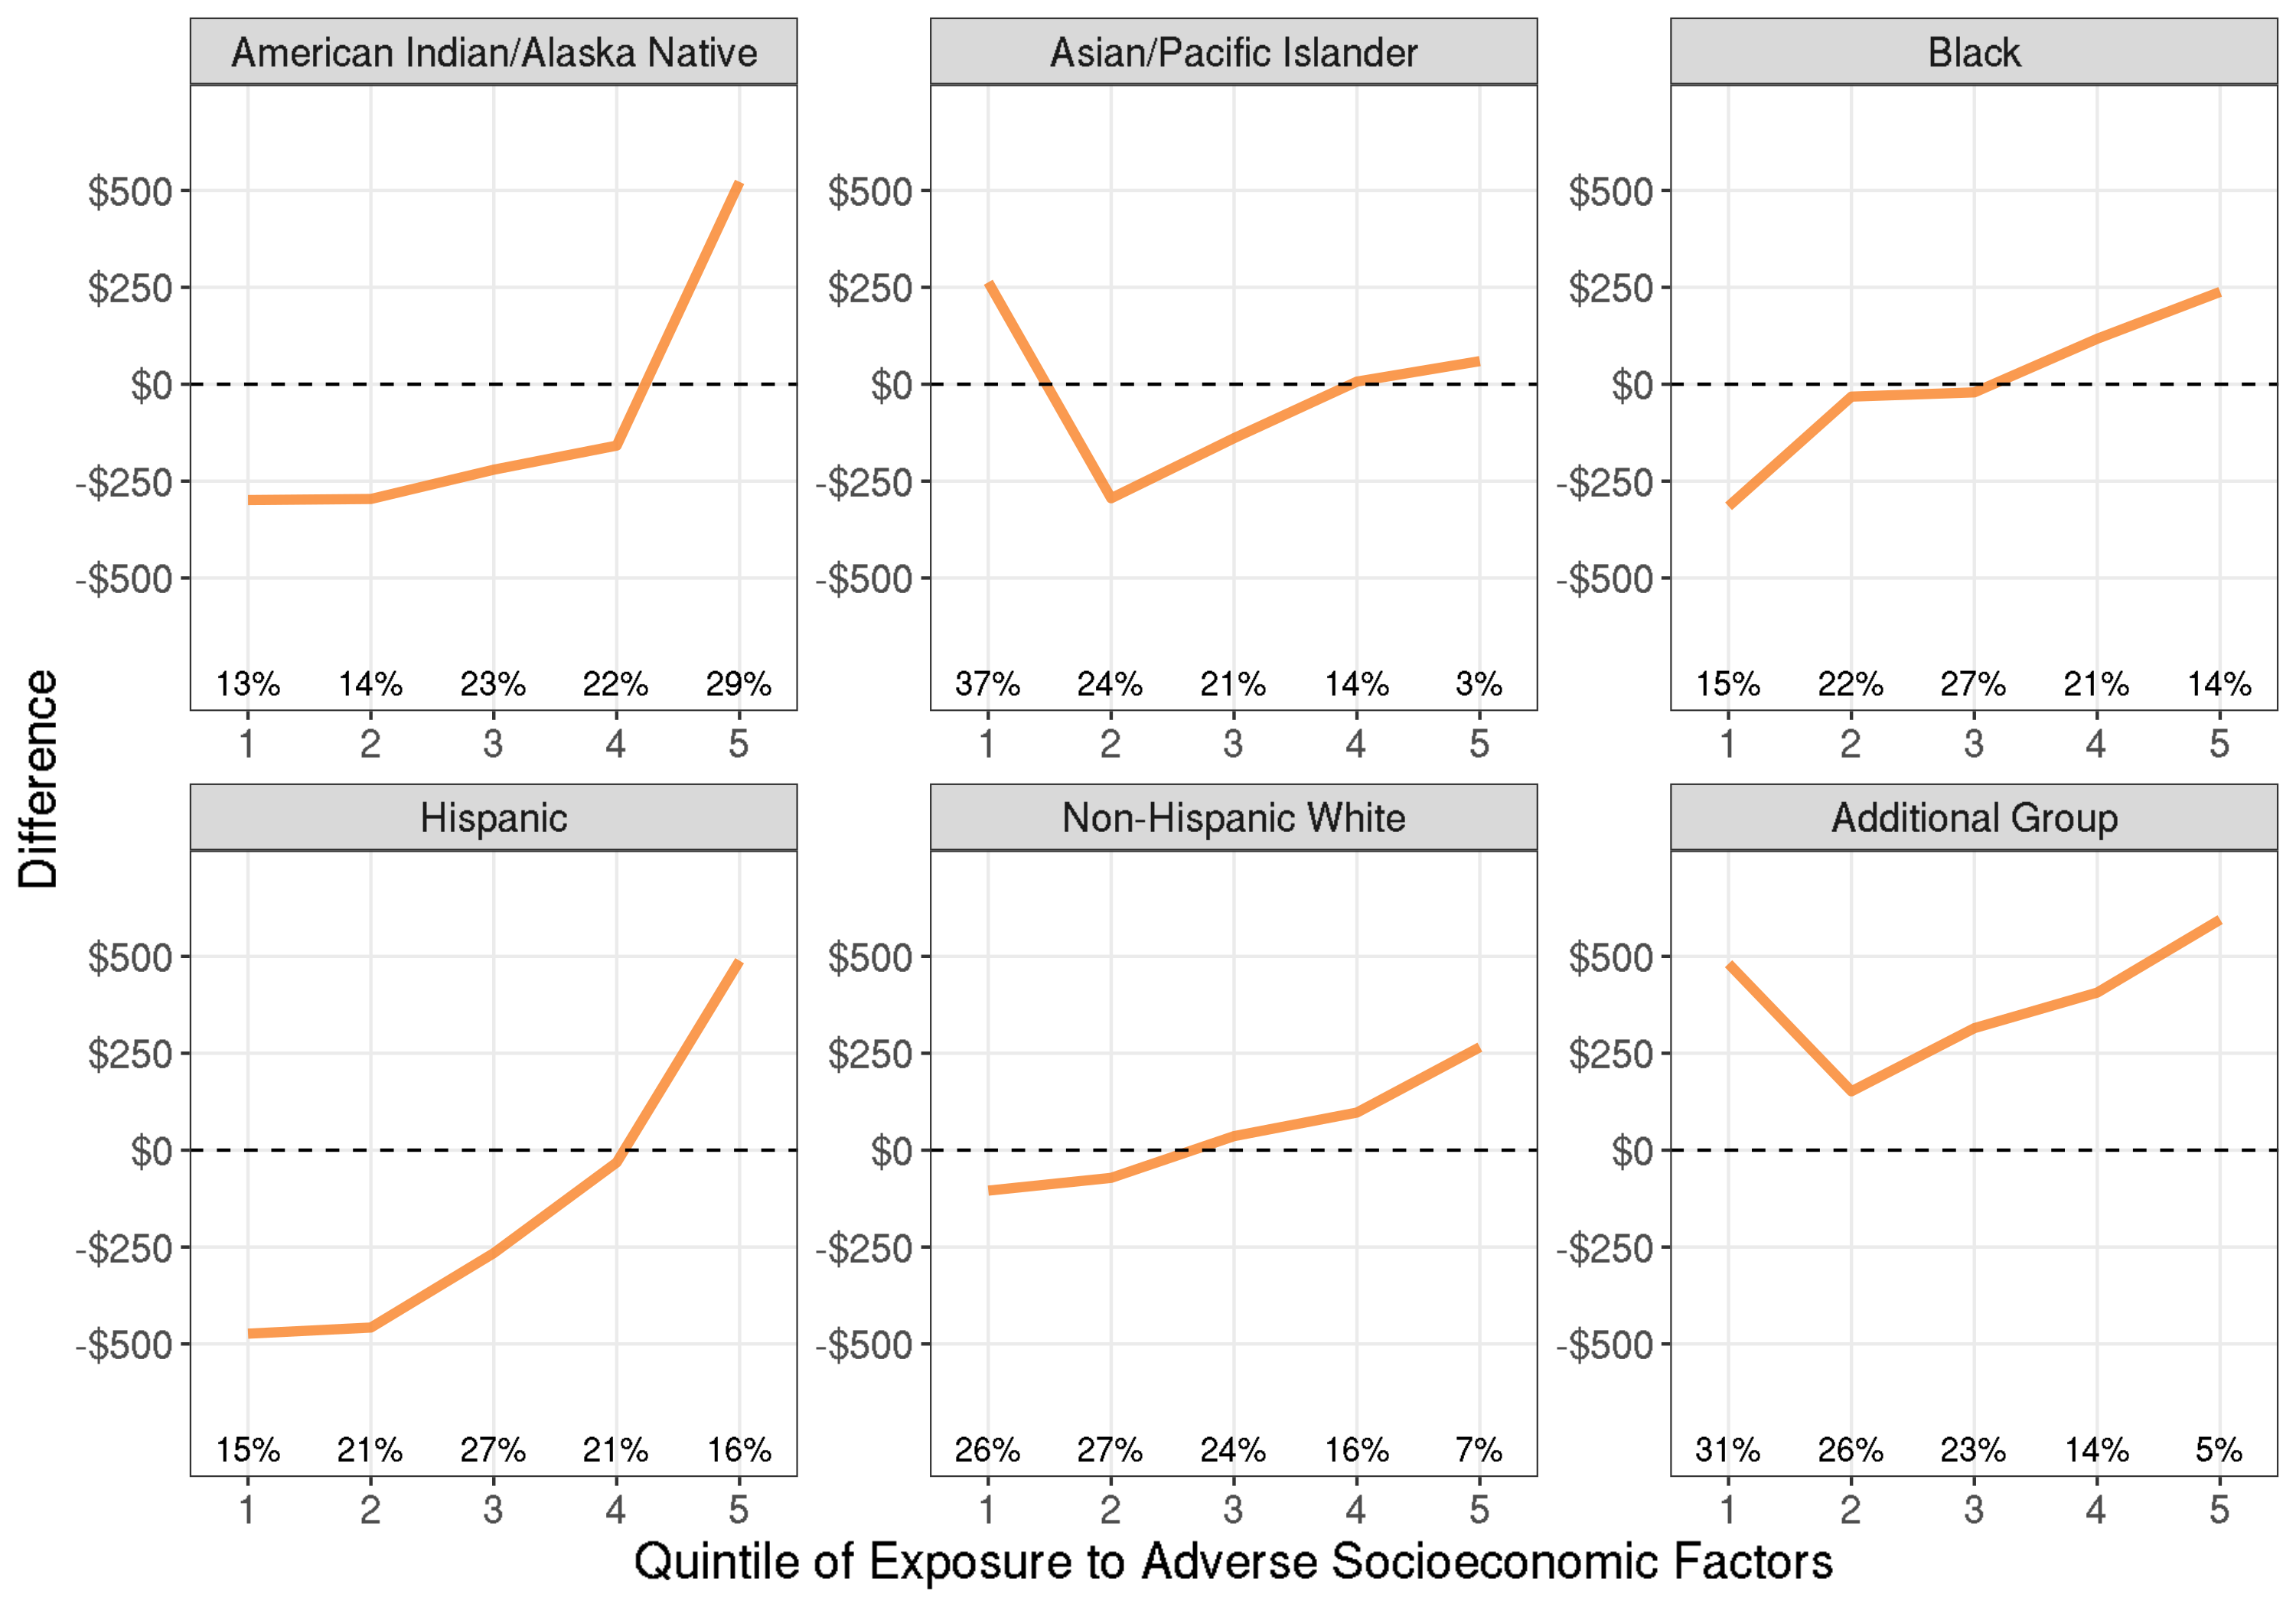 American Indian/Alaska Native
Asian/Pacific Islander
Black
$500
$250
$0
-$250
-$500
13% 14% 23% 22% 29%
1 2 3 4 5
$500
$250
$0
-$250
-$500
37% 24% 21% 14% 3%
1 2 3 4 5
$500
$250
$0
-$250
-$500
15% 22% 27% 21% 14%
1 2 3 4 5
Difference
Hispanic
Non-Hispanic White
Additional Group
$500
$250
$0
-$250
-$500
15% 21% 27% 21% 16%
1 2 3 4 5
$500
$250
$0
-$250
-$500
26% 27% 24% 16% 7%
1 2 3 4 5
$500
$250
$0
-$250
-$500
31% 26% 23% 14% 5%
1 2 3 4 5
Quintile of Exposure to Adverse Socioeconomic Factors